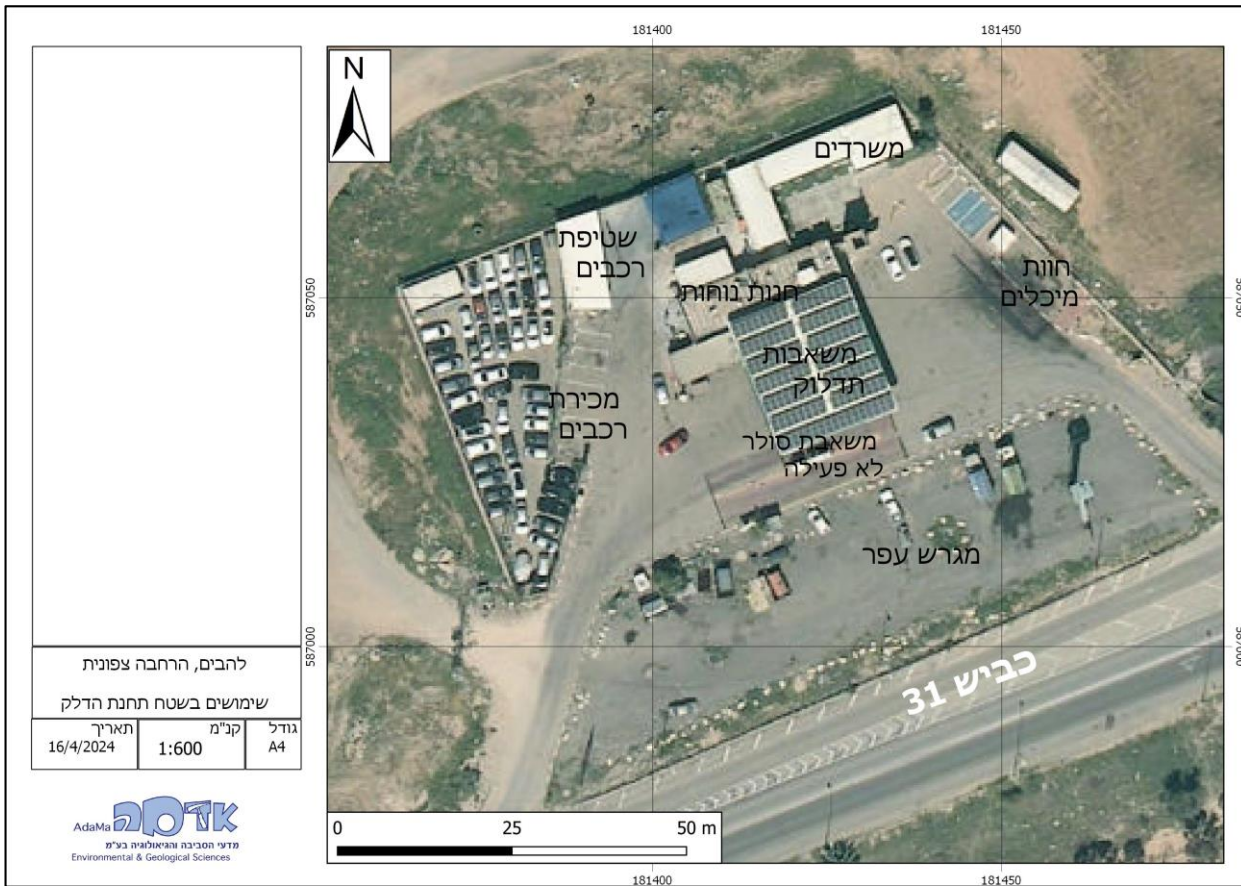 181400
181450
N
משרדים
שטיפת
רכבים
חוות
מיכלים
חנות נוחות
587050
587050
משאבות
תדלוק
מכירת
רכבים
משאבת סולר
לא פעילה
מגרש עפר
587000
587000
כביש 31
להבים, הרחבה צפונית
שימושים בשטח תחנת הדלק
גודל
A4
קנ"מ
1:600
תאריך
16/4/2024
AdaMa אדמה
מדעי הסביבה והגיאולוגיה בע"מ
Environmental & Geological Sciences
0 25 50 m
181400
181450